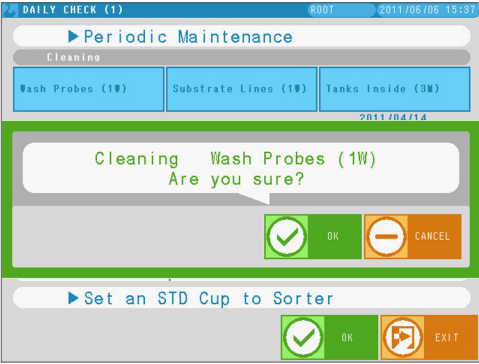 DAILY CHECK (1) ROOT 2011/06/06 15:37
▶Periodic Maintenance
Cleaning
Wash Probes (1W) Substrate Lines (1W) Tanks Inside (3M)
2011/04/14
Cleaning Wash Probes (1W)
Are you sure?
OK CANCEL
▶Set an STD Cup to Sorter
OK EXIT